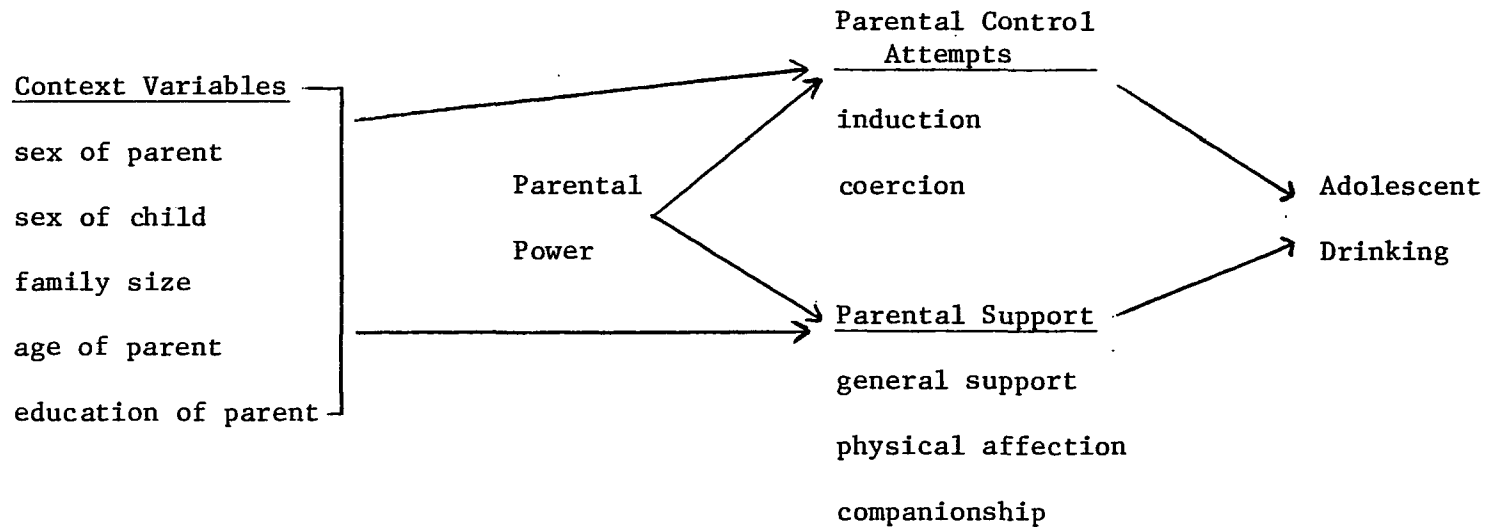 Context Variables
sex of parent
sex of child
family size
age of parent
education of parent
Parental
Power
Parental Control
Attempts
induction
coercion
Parental Support
general support
physical affection
companionship
Adolescent
Drinking